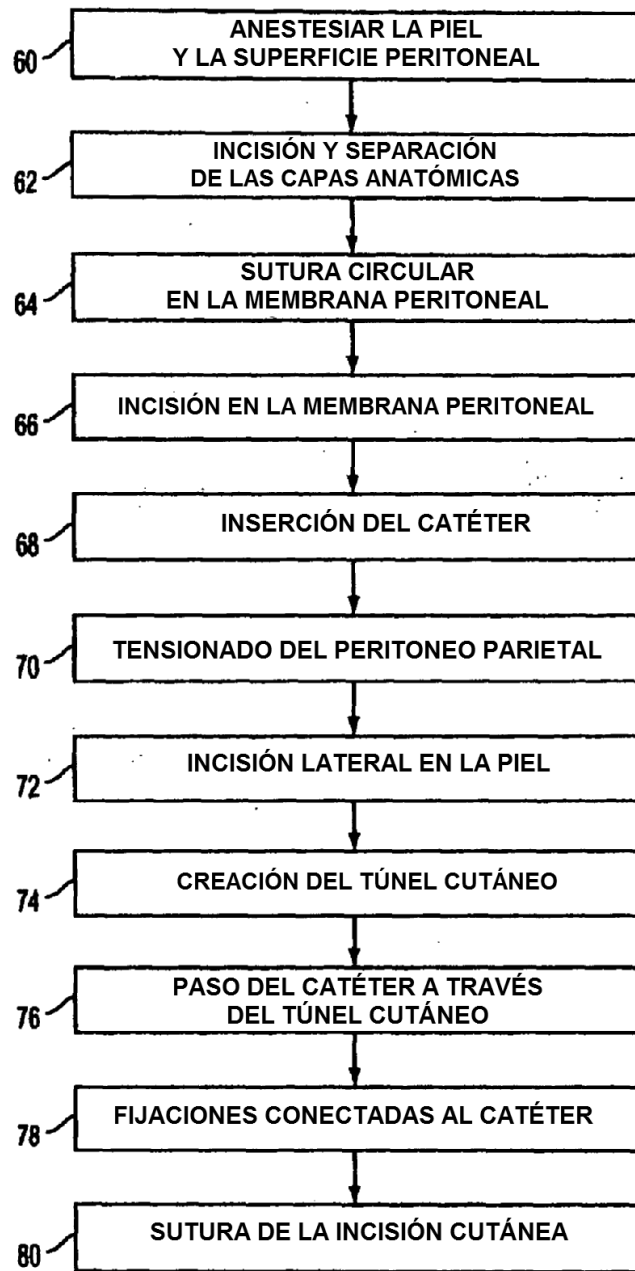 ANESTESIAR LA PIEL
Y LA SUPERFICIE PERITONEAL
60
INCISIÓN Y SEPARACIÓN
DE LAS CAPAS ANATÓMICAS
62
SUTURA CIRCULAR
EN LA MEMBRANA PERITONEAL
64
INCISIÓN EN LA MEMBRANA PERITONEAL
66
INSERCIÓN DEL CATÉTER
68
TENSIONADO DEL PERITONEO PARIETAL
70
INCISIÓN LATERAL EN LA PIEL
72
CREACIÓN DEL TÚNEL CUTÁNEO
74
PASO DEL CATÉTER A TRAVÉS
DEL TÚNEL CUTÁNEO
76
FIJACIONES CONECTADAS AL CATÉTER
78
SUTURA DE LA INCISIÓN CUTÁNEA
80